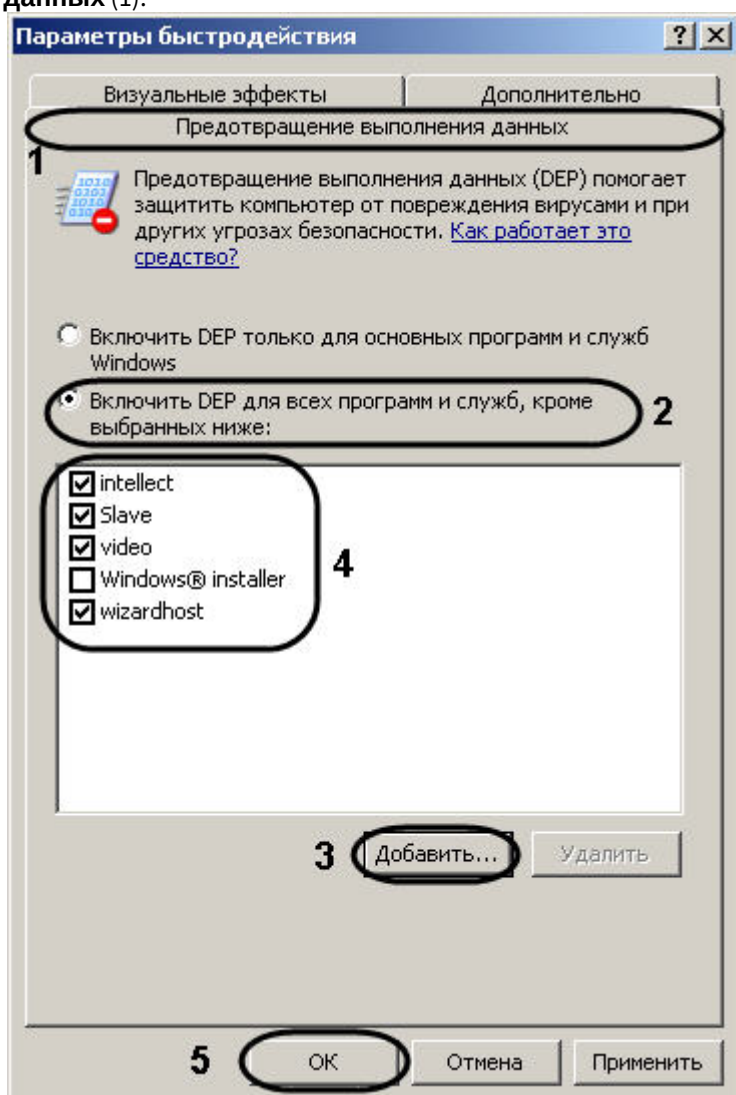 данных (1).
Параметры быстродействия
Визуальные эффекты
Дополнительно
Предотвращение выполнения данных
1
Предотвращение выполнения данных (DEP) помогает
защитить компьютер от повреждения вирусами и при
других угрозах безопасности. Как работает это
средство?
Включить DEP только для основных программ и служб
Windows
Включить DEP для всех программ и служб, кроме
выбранных ниже:
2
intellect
Slave
video
Windows® installer
wizardhost
4
3
Добавить...
Удалить
5
ОК
Отмена
Применить